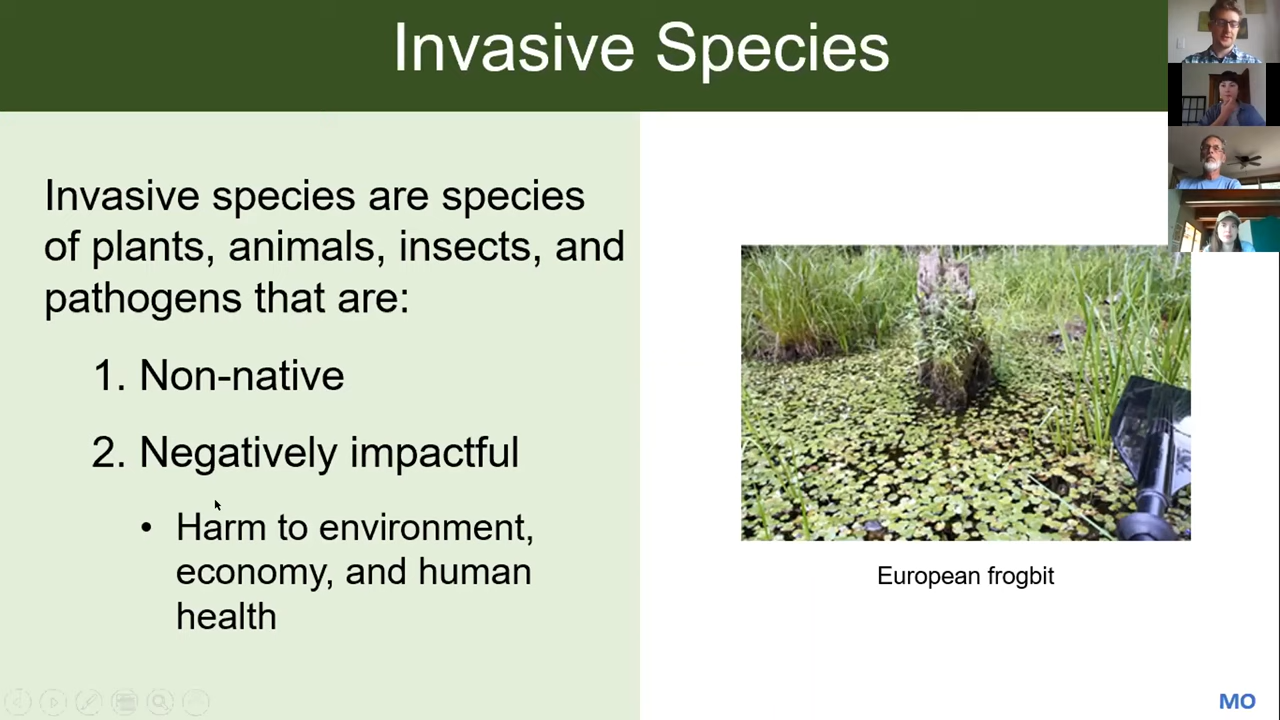 Invasive Species
Invasive species are species
of plants, animals, insects, and
pathogens that are:
1. Non-native
2. Negatively impactful
• Harm to environment,
economy, and human
health
European frogbit
MO